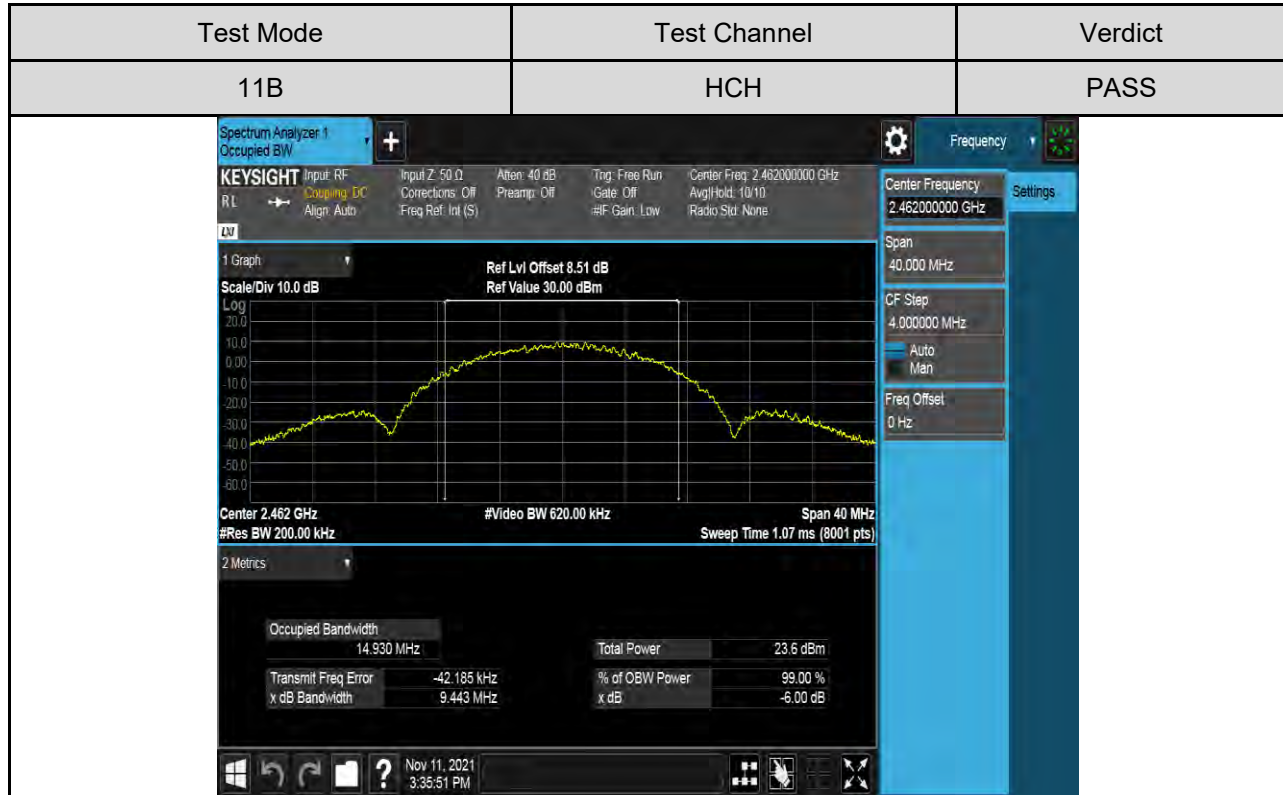 Test Mode Test Channel Verdict
11B HCH PASS
Spectrum Analyzer 1
Occupied BW
+
Frequency
KEYSIGHT Input: RF Input Z: 50 Ω Atten: 40 dB Trig: Free Run Center Freq: 2.462000000 GHz
RL Coupling: DC Corrections: Off Preamp: Off Gate: Off Avg|Hold: 10/10
Align: Auto Freq Ref: Int (S) #IF Gain: Low Radio Std: None
LXI
Center Frequency
2.462000000 GHz
Settings
Span
40.000 MHz
CF Step
4.000000 MHz
Auto
Man
Freq Offset
0 Hz
1 Graph
Ref Lvl Offset 8.51 dB
Scale/Div 10.0 dB Ref Value 30.00 dBm
Log
20.0
10.0
0.00
-10.0
-20.0
-30.0
-40.0
-50.0
-60.0
Center 2.462 GHz #Video BW 620.00 kHz Span 40 MHz
#Res BW 200.00 kHz Sweep Time 1.07 ms (8001 pts)
2 Metrics
Occupied Bandwidth
14.930 MHz Total Power 23.6 dBm
Transmit Freq Error -42.185 kHz % of OBW Power 99.00 %
x dB Bandwidth 9.443 MHz x dB -6.00 dB
? Nov 11, 2021
3:35:51 PM